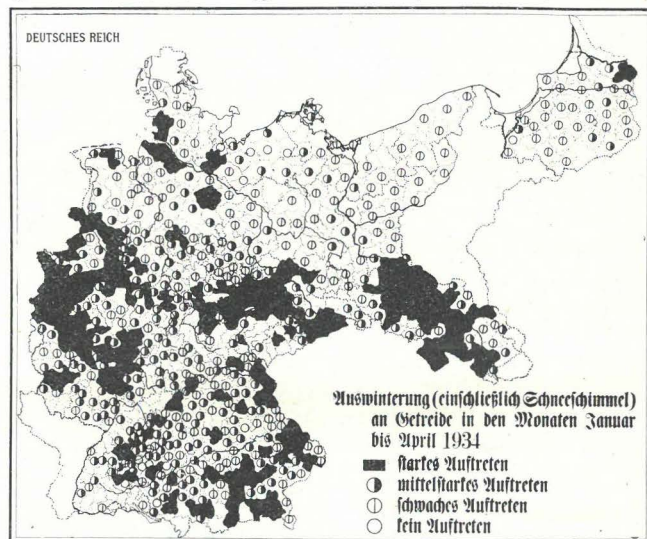 DEUTSCHES REICH
Auswinterung (einschließlich Schneeschimmel)
an Getreide in den Monaten Januar
bis April 1934
starkes Auftreten
mittelstarkes Auftreten
schwaches Auftreten
kein Auftreten